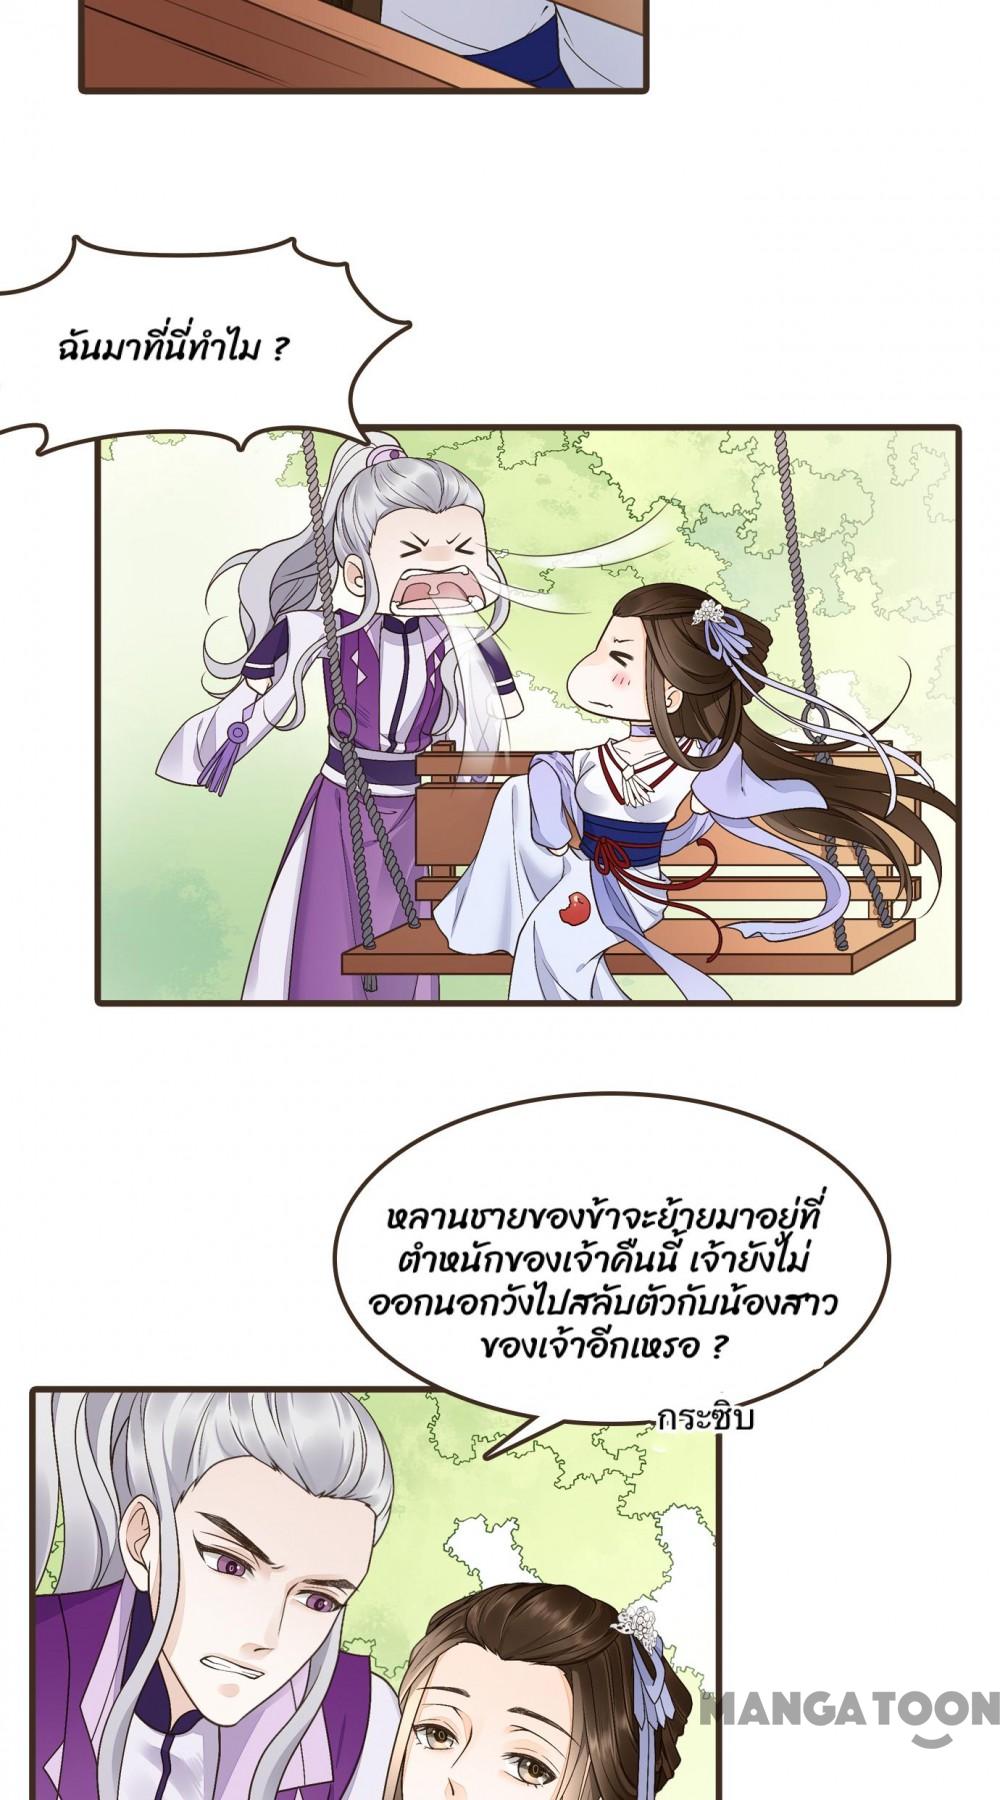 ฉันมาที่นี่ทำไม ?
หลานชายของข้าจะย้ายมาอยู่ที่
ตำหนักของเจ้าคืนนี้ เจ้ายังไม่
ออกนอกวังไปสลับตัวกับน้องสาว
ของเจ้าอีกเหรอ ?
กระซิบ
MANGATOON